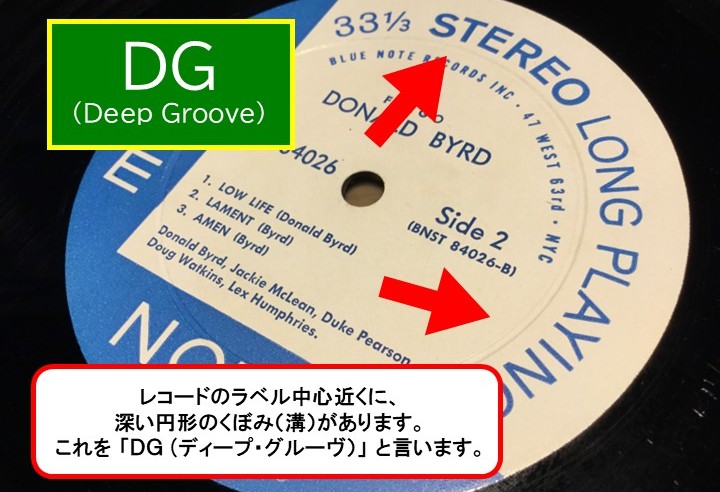 DG
(Deep Groove)
33⅓ STEREO LONG PLAYING
BLUE NOTE RECORDS INC · 47 WEST 63rd · NYC
DONALD BYRD
84026
Side 2
(BNST 84026-B)
1. LOW LIFE (Donald Byrd)
2. LAMENT (Byrd)
3. AMEN (Byrd)
Donald Byrd, Jackie McLean, Duke Pearson
Doug Watkins, Lex Humphries.
E
NO
レコードのラベル中心近くに、
深い円形のくぼみ(溝)があります。
これを「DG(ディープ・グルーヴ)」と言います。